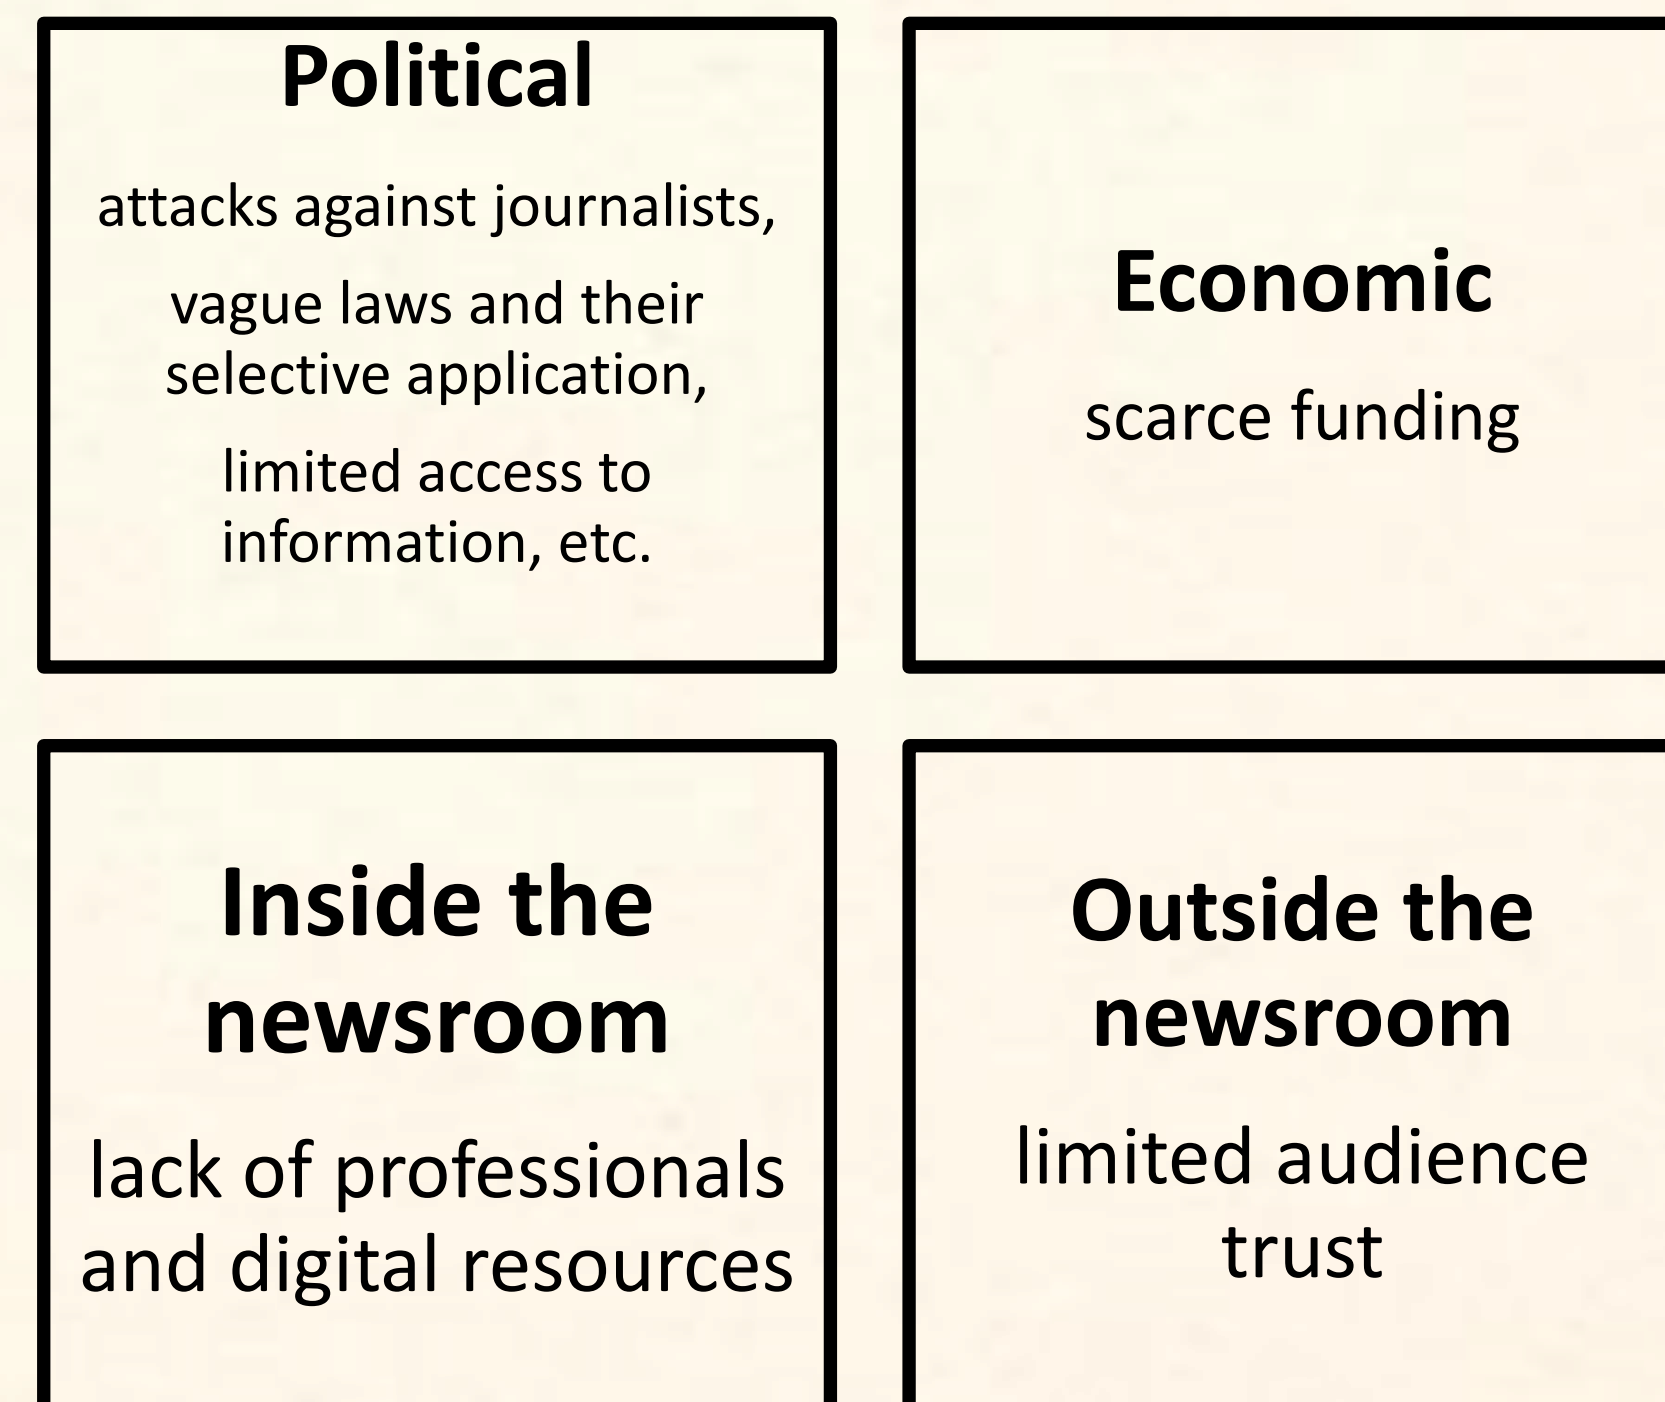 Political
attacks against journalists,
vague laws and their
selective application,
limited access to
information, etc.
Economic
scarce funding
Inside the
newsroom
lack of professionals
and digital resources
Outside the
newsroom
limited audience
trust